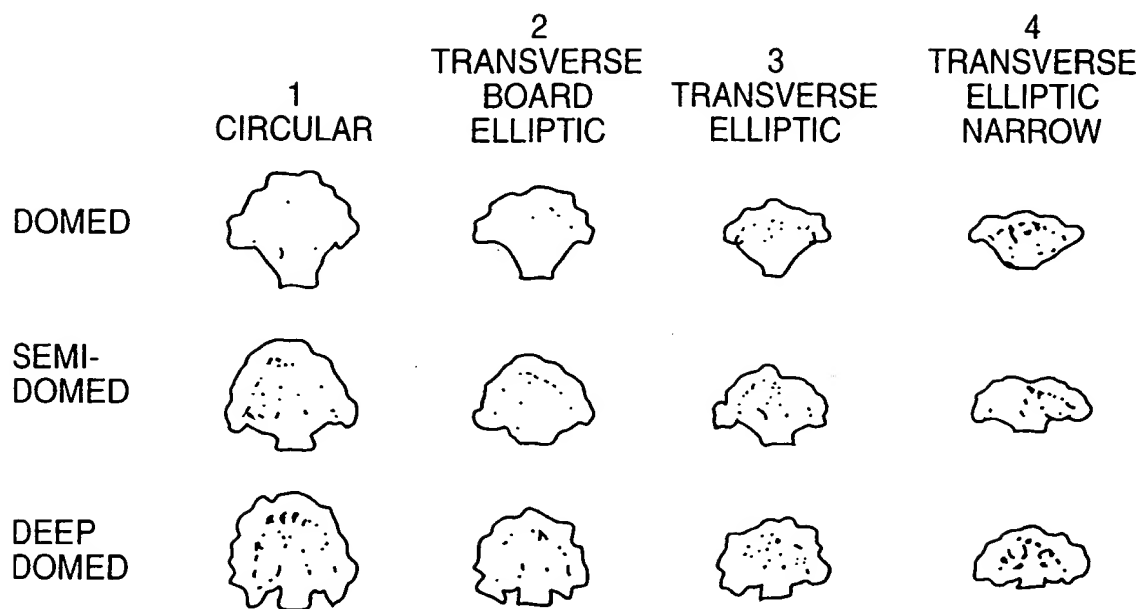 1
CIRCULAR
2
TRANSVERSE
BOARD
ELLIPTIC
3
TRANSVERSE
ELLIPTIC
4
TRANSVERSE
ELLIPTIC
NARROW
DOMED
SEMI-
DOMED
DEEP
DOMED